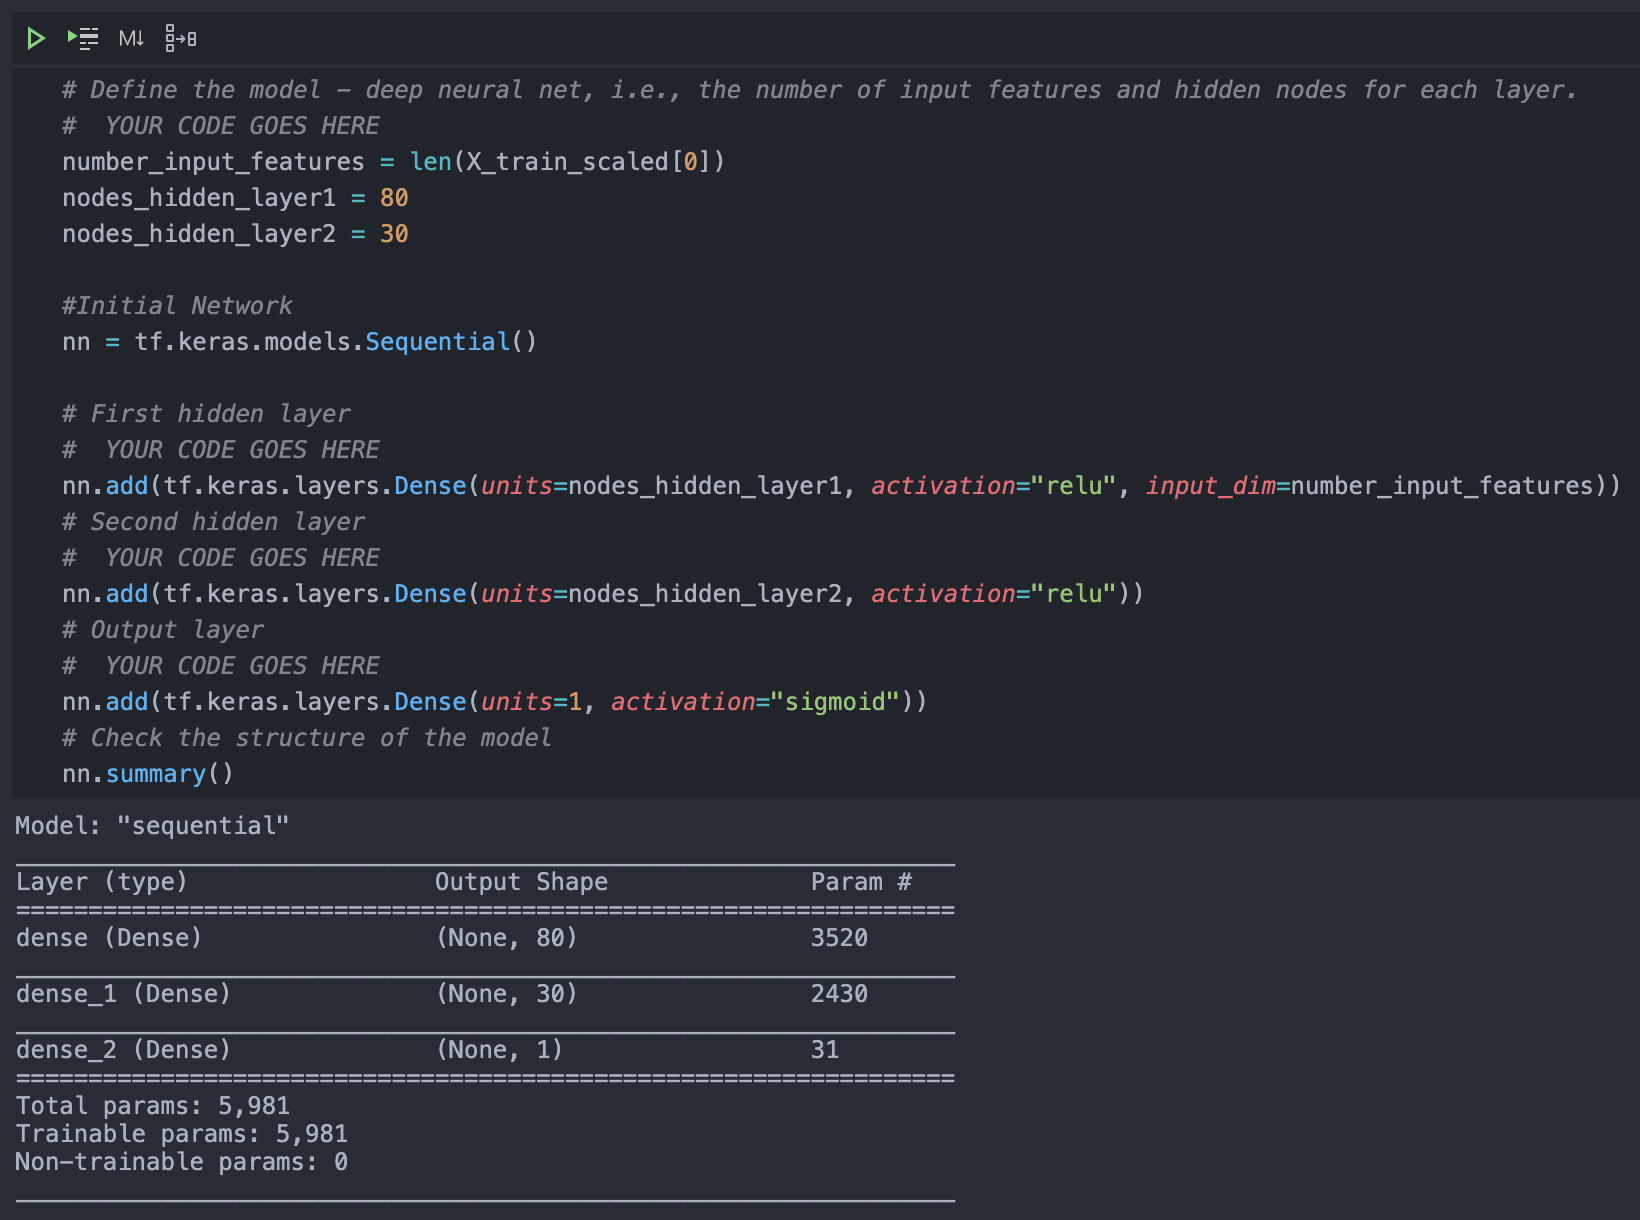 M↓
# Define the model – deep neural net, i.e., the number of input features and hidden nodes for each layer.
#  YOUR CODE GOES HERE
number_input_features = len(X_train_scaled[0])
nodes_hidden_layer1 = 80
nodes_hidden_layer2 = 30
#Initial Network
nn = tf.keras.models.Sequential()
# First hidden layer
#  YOUR CODE GOES HERE
nn.add(tf.keras.layers.Dense(units=nodes_hidden_layer1, activation="relu", input_dim=number_input_features))
# Second hidden layer
#  YOUR CODE GOES HERE
nn.add(tf.keras.layers.Dense(units=nodes_hidden_layer2, activation="relu"))
# Output layer
#  YOUR CODE GOES HERE
nn.add(tf.keras.layers.Dense(units=1, activation="sigmoid"))
# Check the structure of the model
nn.summary()
Model: "sequential"
_________________________________________________________________
Layer (type)                 Output Shape              Param #
=================================================================
dense (Dense)                (None, 80)                3520
_________________________________________________________________
dense_1 (Dense)              (None, 30)                2430
_________________________________________________________________
dense_2 (Dense)              (None, 1)                 31
=================================================================
Total params: 5,981
Trainable params: 5,981
Non-trainable params: 0
_________________________________________________________________